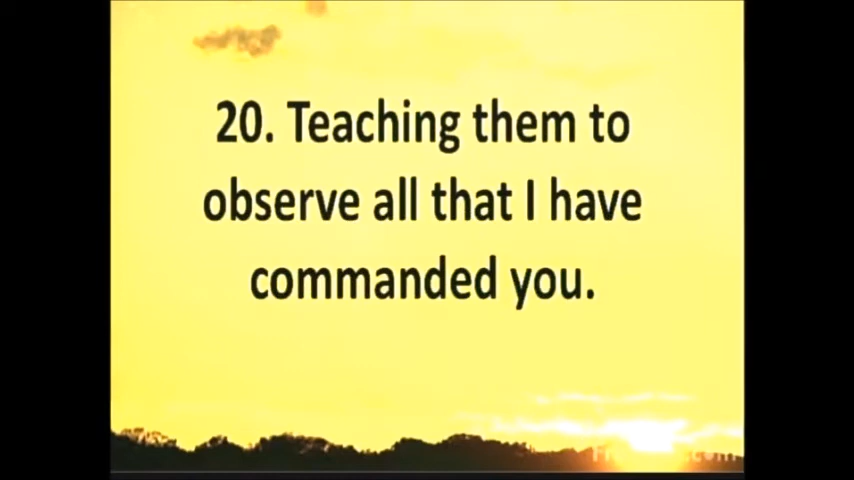 20. Teaching them to
observe all that I have
commanded you.